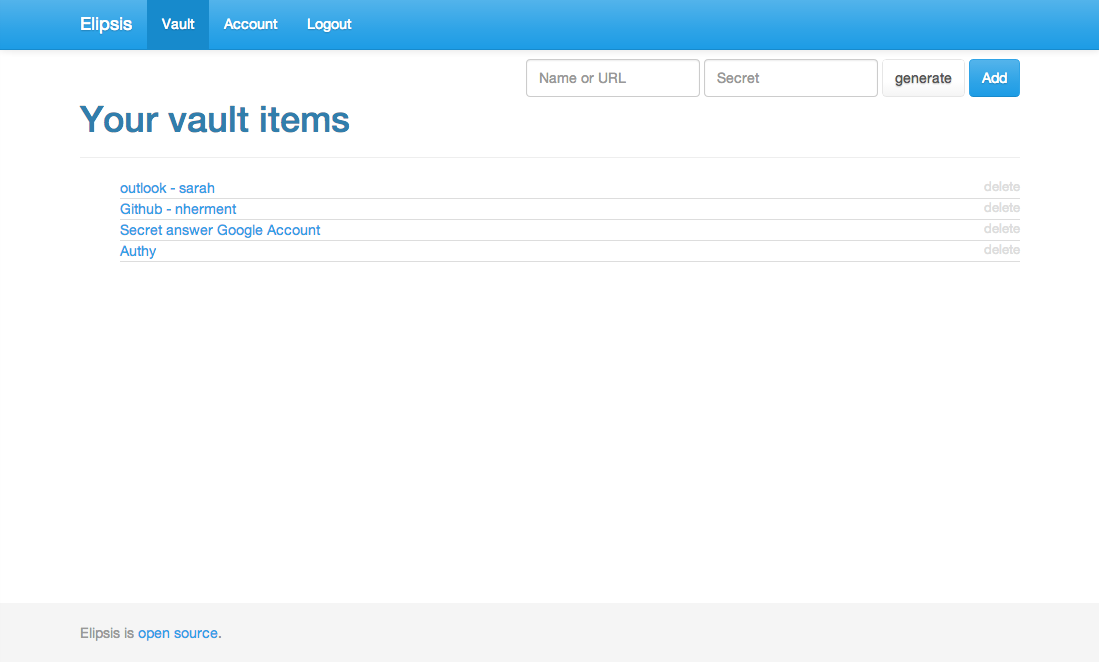 Elipsis Vault Account Logout
Name or URL Secret generate Add
Your vault items
outlook - sarah delete
Github - nherment delete
Secret answer Google Account delete
Authy delete
Elipsis is open source.